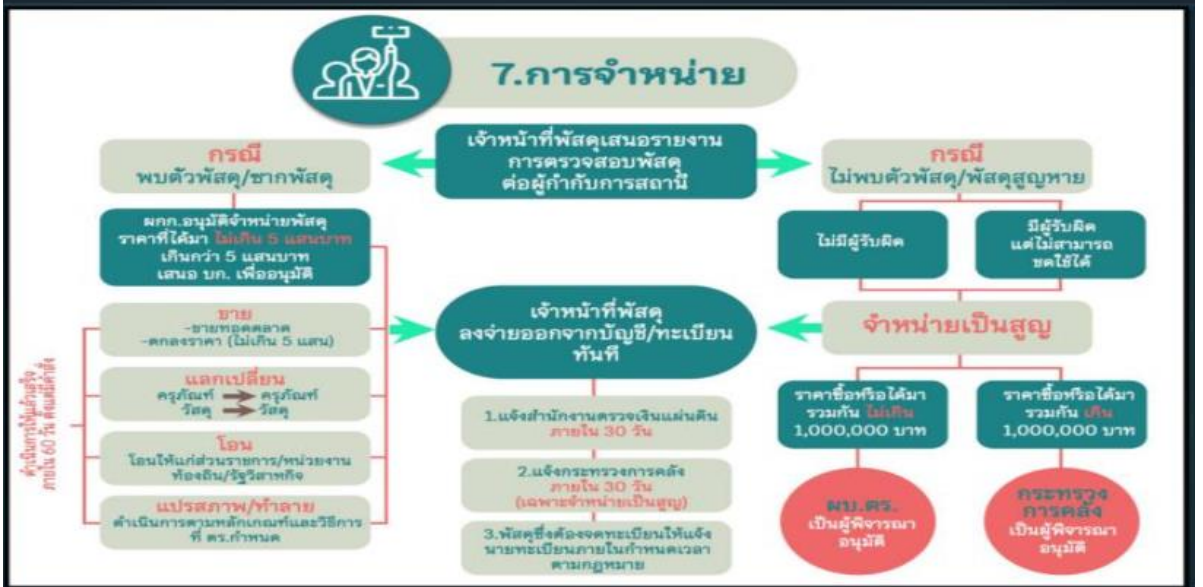 7.การจำหน่าย
เจ้าหน้าที่พัสดุเสนอรายงาน
การตรวจสอบพัสดุ
ต่อผู้กำกับการสถานี
กรณี
พบตัวพัสดุ/ซากพัสดุ
ผกก.อนุมัติจำหน่ายพัสดุ
ราคาที่ได้มา ไม่เกิน 5 แสนบาท
เกินกว่า 5 แสนบาท
เสนอ บก. เพื่ออนุมัติ
ดำเนินการให้แล้วเสร็จ
ภายใน 60 วัน ตั้งแต่มีคำสั่ง
ขาย
-ขายทอดตลาด
-ตกลงราคา (ไม่เกิน 5 แสน)
แลกเปลี่ยน
ครุภัณฑ์ ➔ ครุภัณฑ์
วัสดุ ➔ วัสดุ
โอน
โอนให้แก่ส่วนราชการ/หน่วยงาน
ท้องถิ่น/รัฐวิสาหกิจ
แปรสภาพ/ทำลาย
ดำเนินการตามหลักเกณฑ์และวิธีการ
ที่ ตร.กำหนด
เจ้าหน้าที่พัสดุ
ลงจ่ายออกจากบัญชี/ทะเบียน
ทันที
1.แจ้งสำนักงานตรวจเงินแผ่นดิน
ภายใน 30 วัน
2.แจ้งกระทรวงการคลัง
ภายใน 30 วัน
(เฉพาะจำหน่ายเป็นสูญ)
3.พัสดุซึ่งต้องจดทะเบียนให้แจ้ง
นายทะเบียนภายในกำหนดเวลา
ตามกฎหมาย
กรณี
ไม่พบตัวพัสดุ/พัสดุสูญหาย
ไม่มีผู้รับผิด
มีผู้รับผิด
แต่ไม่สามารถ
ชดใช้ได้
จำหน่ายเป็นสูญ
ราคาซื้อหรือได้มา
รวมกัน ไม่เกิน
1,000,000 บาท
ราคาซื้อหรือได้มา
รวมกัน เกิน
1,000,000 บาท
ผบ.ตร.
เป็นผู้พิจารณา
อนุมัติ
กระทรวง
การคลัง
เป็นผู้พิจารณา
อนุมัติ